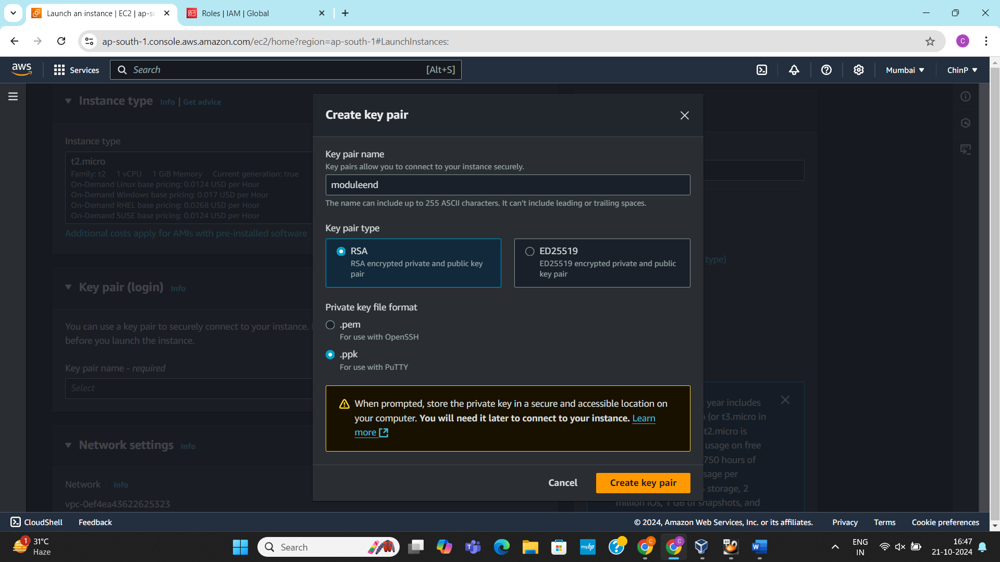 Launch an instance | EC2 | ap-so
Roles | IAM | Global
ap-south-1.console.aws.amazon.com/ec2/home?region=ap-south-1#LaunchInstances:
C
aws
Services
Search
[Alt+S]
Mumbai
ChinP
Instance type Info | Get advice
Instance type
t2.micro
Family: t2 1 vCPU 1 GiB Memory Current generation: true
On-Demand Linux base pricing: 0.0124 USD per Hour
On-Demand Windows base pricing: 0.017 USD per Hour
On-Demand RHEL base pricing: 0.0268 USD per Hour
On-Demand SUSE base pricing: 0.0124 USD per Hour
Additional costs apply for AMIs with pre-installed software
Key pair (login) Info
You can use a key pair to securely connect to your instance.
before you launch the instance.
Key pair name - required
Select
Network settings Info
Network Info
vpc-0ef4ea43622625323
Create key pair
Key pair name
Key pairs allow you to connect to your instance securely.
moduleend
The name can include up to 255 ASCII characters. It can't include leading or trailing spaces.
Key pair type
RSA
RSA encrypted private and public key
pair
ED25519
ED25519 encrypted private and public
key pair
Private key file format
.pem
For use with OpenSSH
.ppk
For use with PuTTY
When prompted, store the private key in a secure and accessible location on
your computer. You will need it later to connect to your instance. Learn
more
Cancel
Create key pair
type)
year includes
(or t3.micro in
t2.micro is
usage on free
750 hours of
sage per
storage, 2
million IOs, 1 GB of snapshots, and
CloudShell
Feedback
© 2024, Amazon Web Services, Inc. or its affiliates.
Privacy
Terms
Cookie preferences
1
31°C
Haze
Search
myhp
C
C
64
W
ENG
IN
16:47
21-10-2024